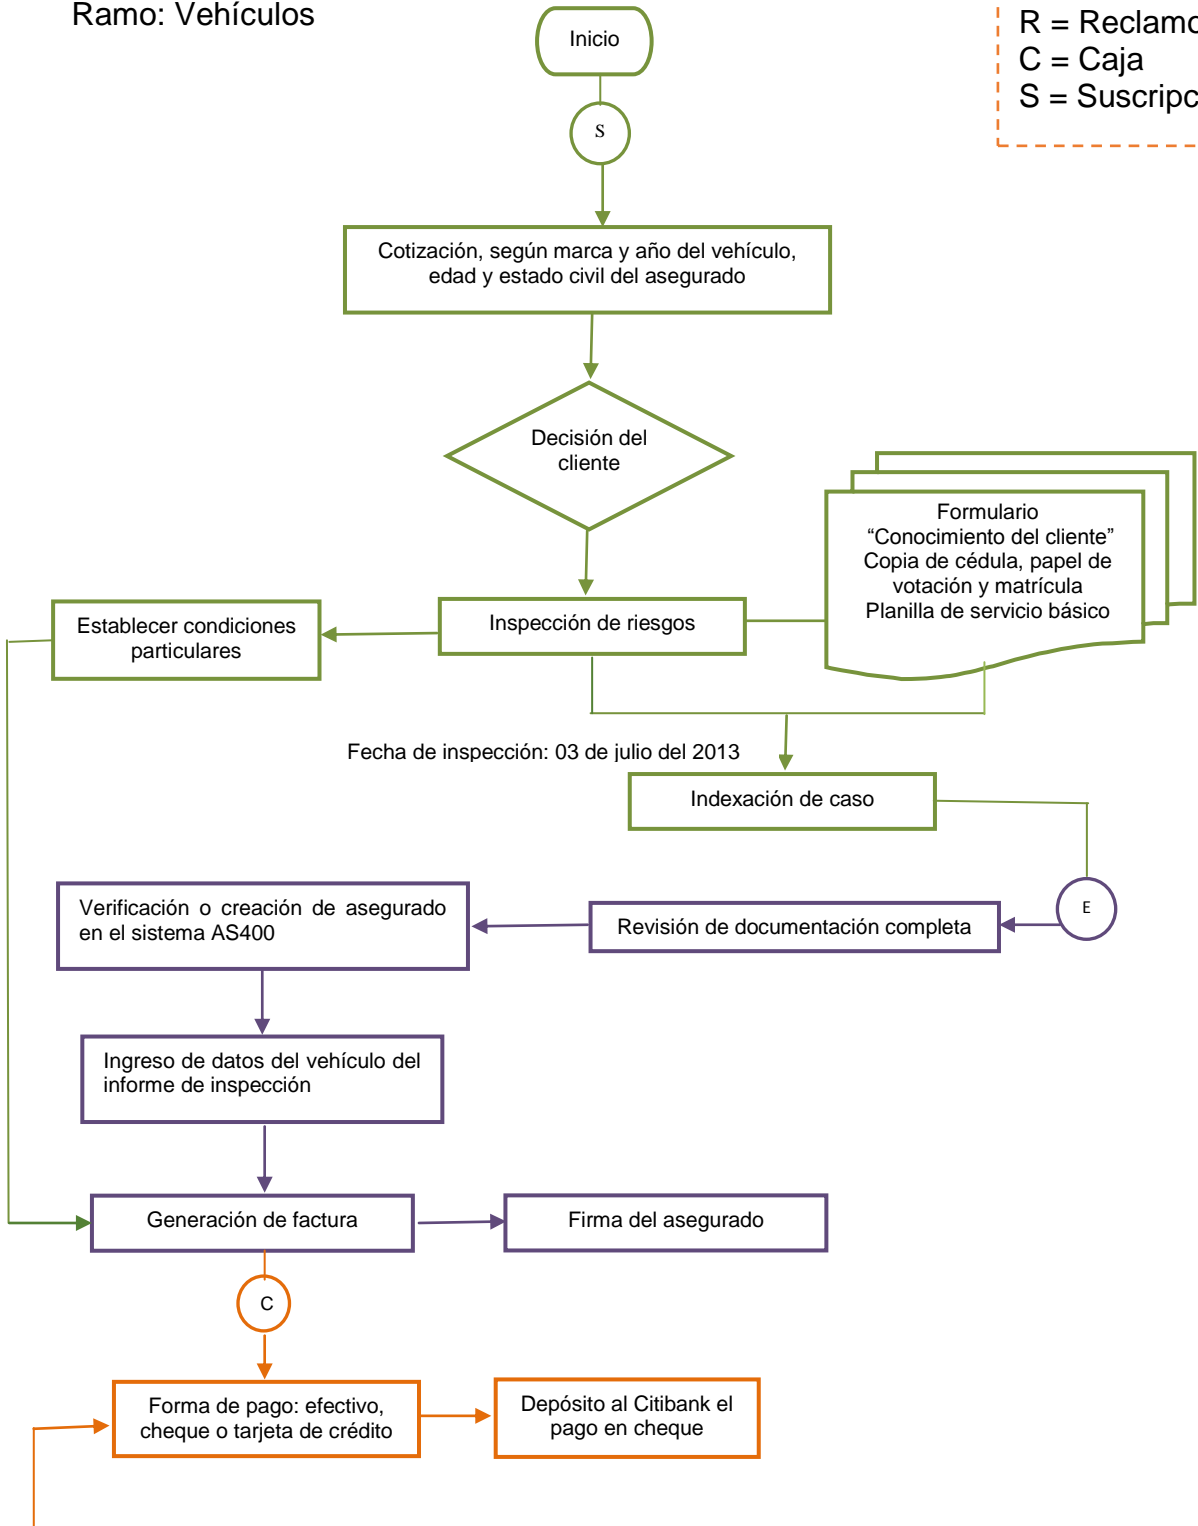 Ramo: Vehículos
R = Reclamo
C = Caja
S = Suscripc
Inicio
S
Cotización, según marca y año del vehículo,
edad y estado civil del asegurado
Decisión del
cliente
Formulario
“Conocimiento del cliente”
Copia de cédula, papel de
votación y matrícula
Planilla de servicio básico
Inspección de riesgos
Establecer condiciones
particulares
Fecha de inspección: 03 de julio del 2013
Indexación de caso
E
Revisión de documentación completa
Verificación o creación de asegurado
en el sistema AS400
Ingreso de datos del vehículo del
informe de inspección
Generación de factura
Firma del asegurado
C
Forma de pago: efectivo,
cheque o tarjeta de crédito
Depósito al Citibank el
pago en cheque